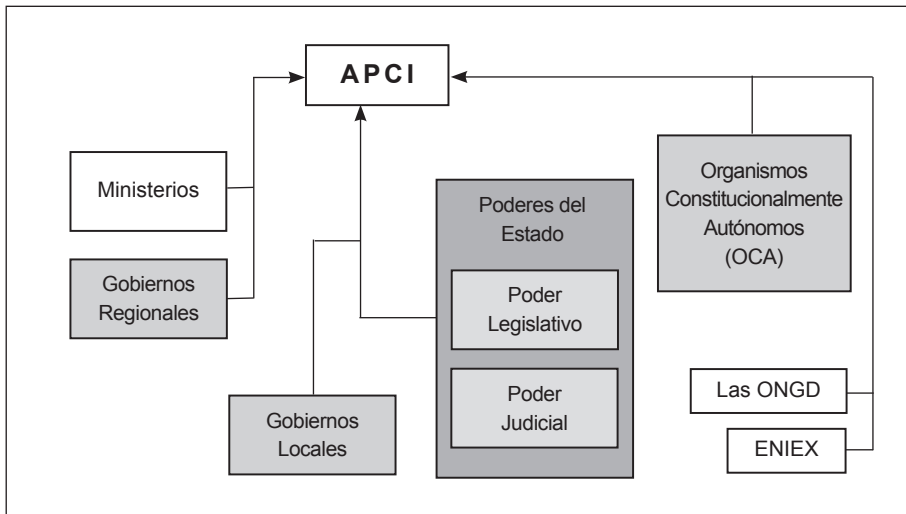 APCI
Ministerios
Gobiernos
Regionales
Gobiernos
Locales
Poderes del
Estado
Poder
Legislativo
Poder
Judicial
Organismos
Constitucionalmente
Autónomos
(OCA)
Las ONGD
ENIEX